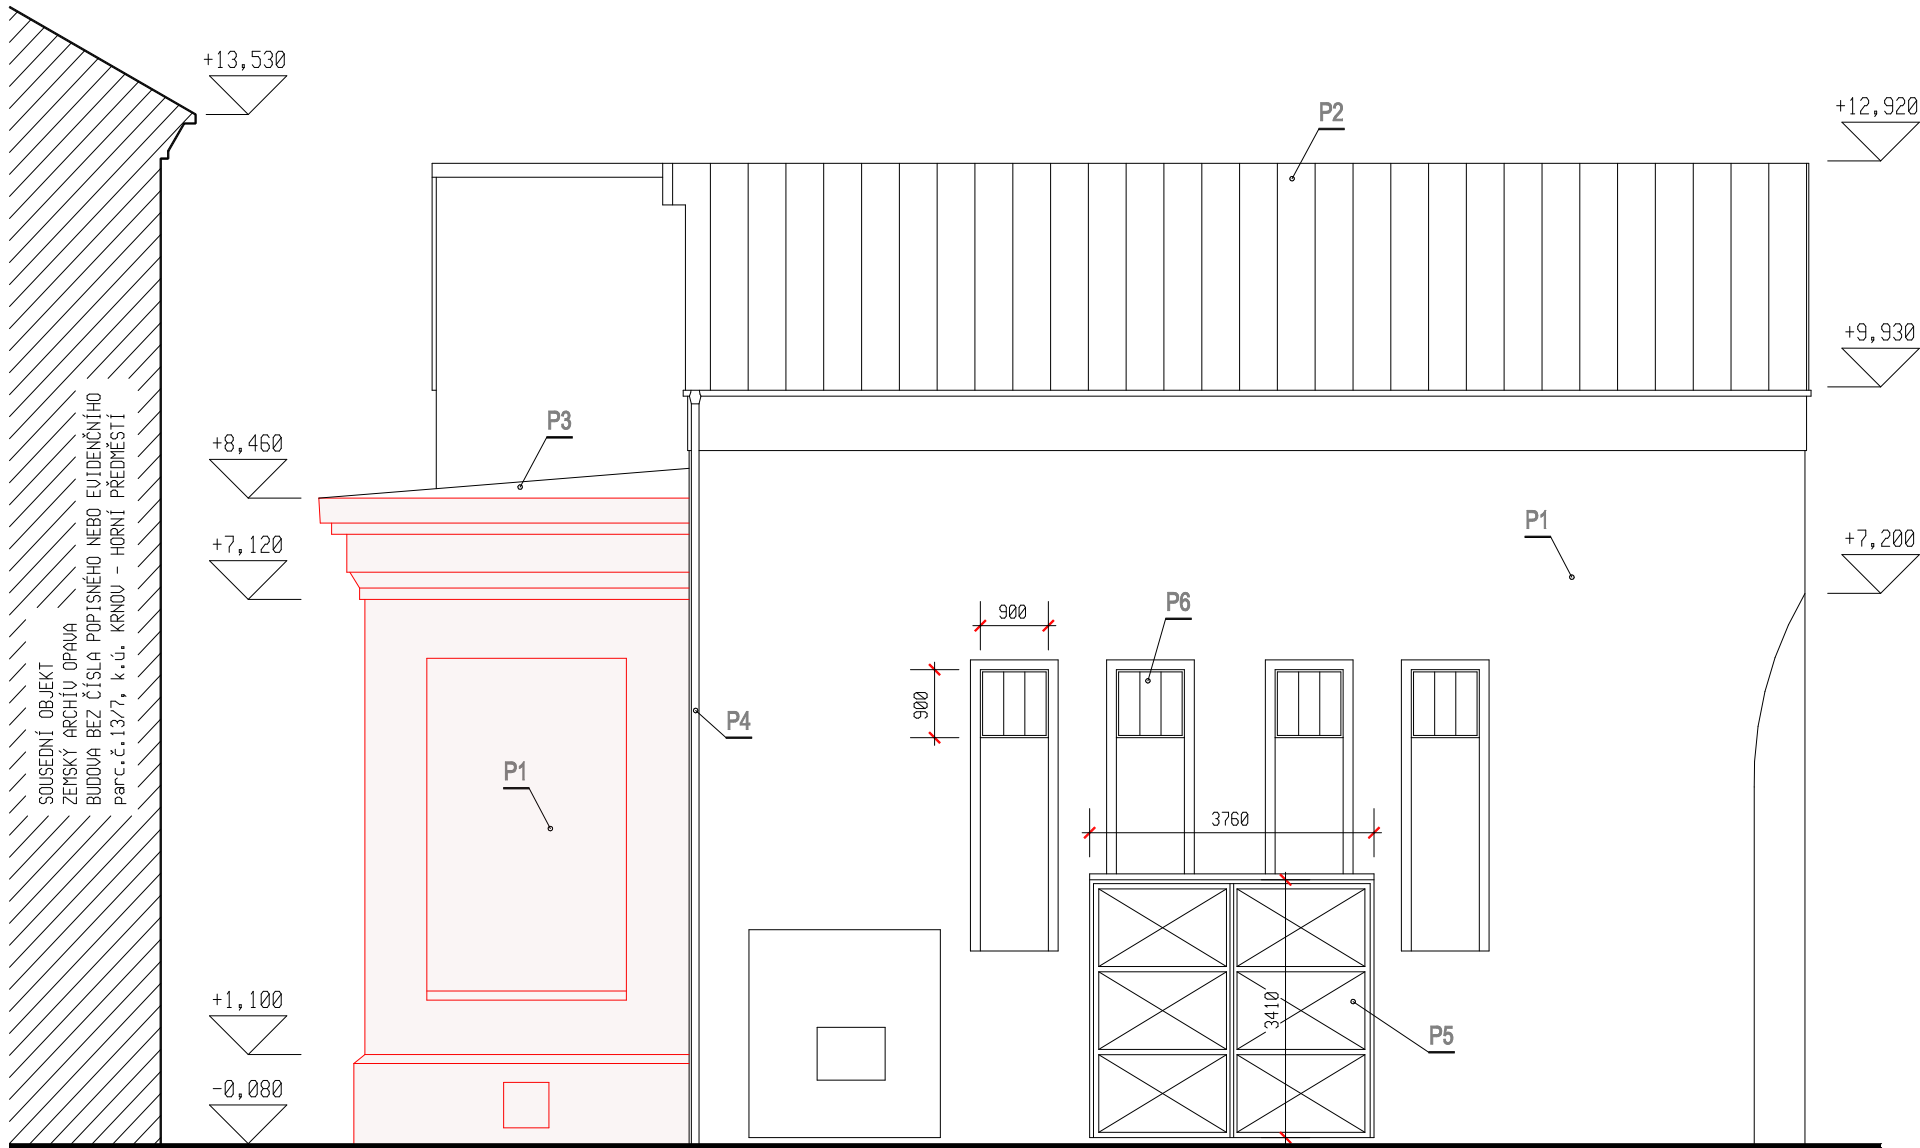 +13,530
P2
+12,920
+9,930
P3
+8,460
P1
+7,120
+7,200
P6
900
900
P4
P1
3760
SOUSEDNÍ OBJEKT
ZEMSKÝ ARCHÍV OPAVA
BUDOVA BEZ ČÍSLA POPISNÉHO NEBO EVIDENČNÍHO
Parc.č.13/7, k.ú. KRNOV - HORNÍ PŘEDMĚSTÍ
+1,100
3410
P5
-0,080